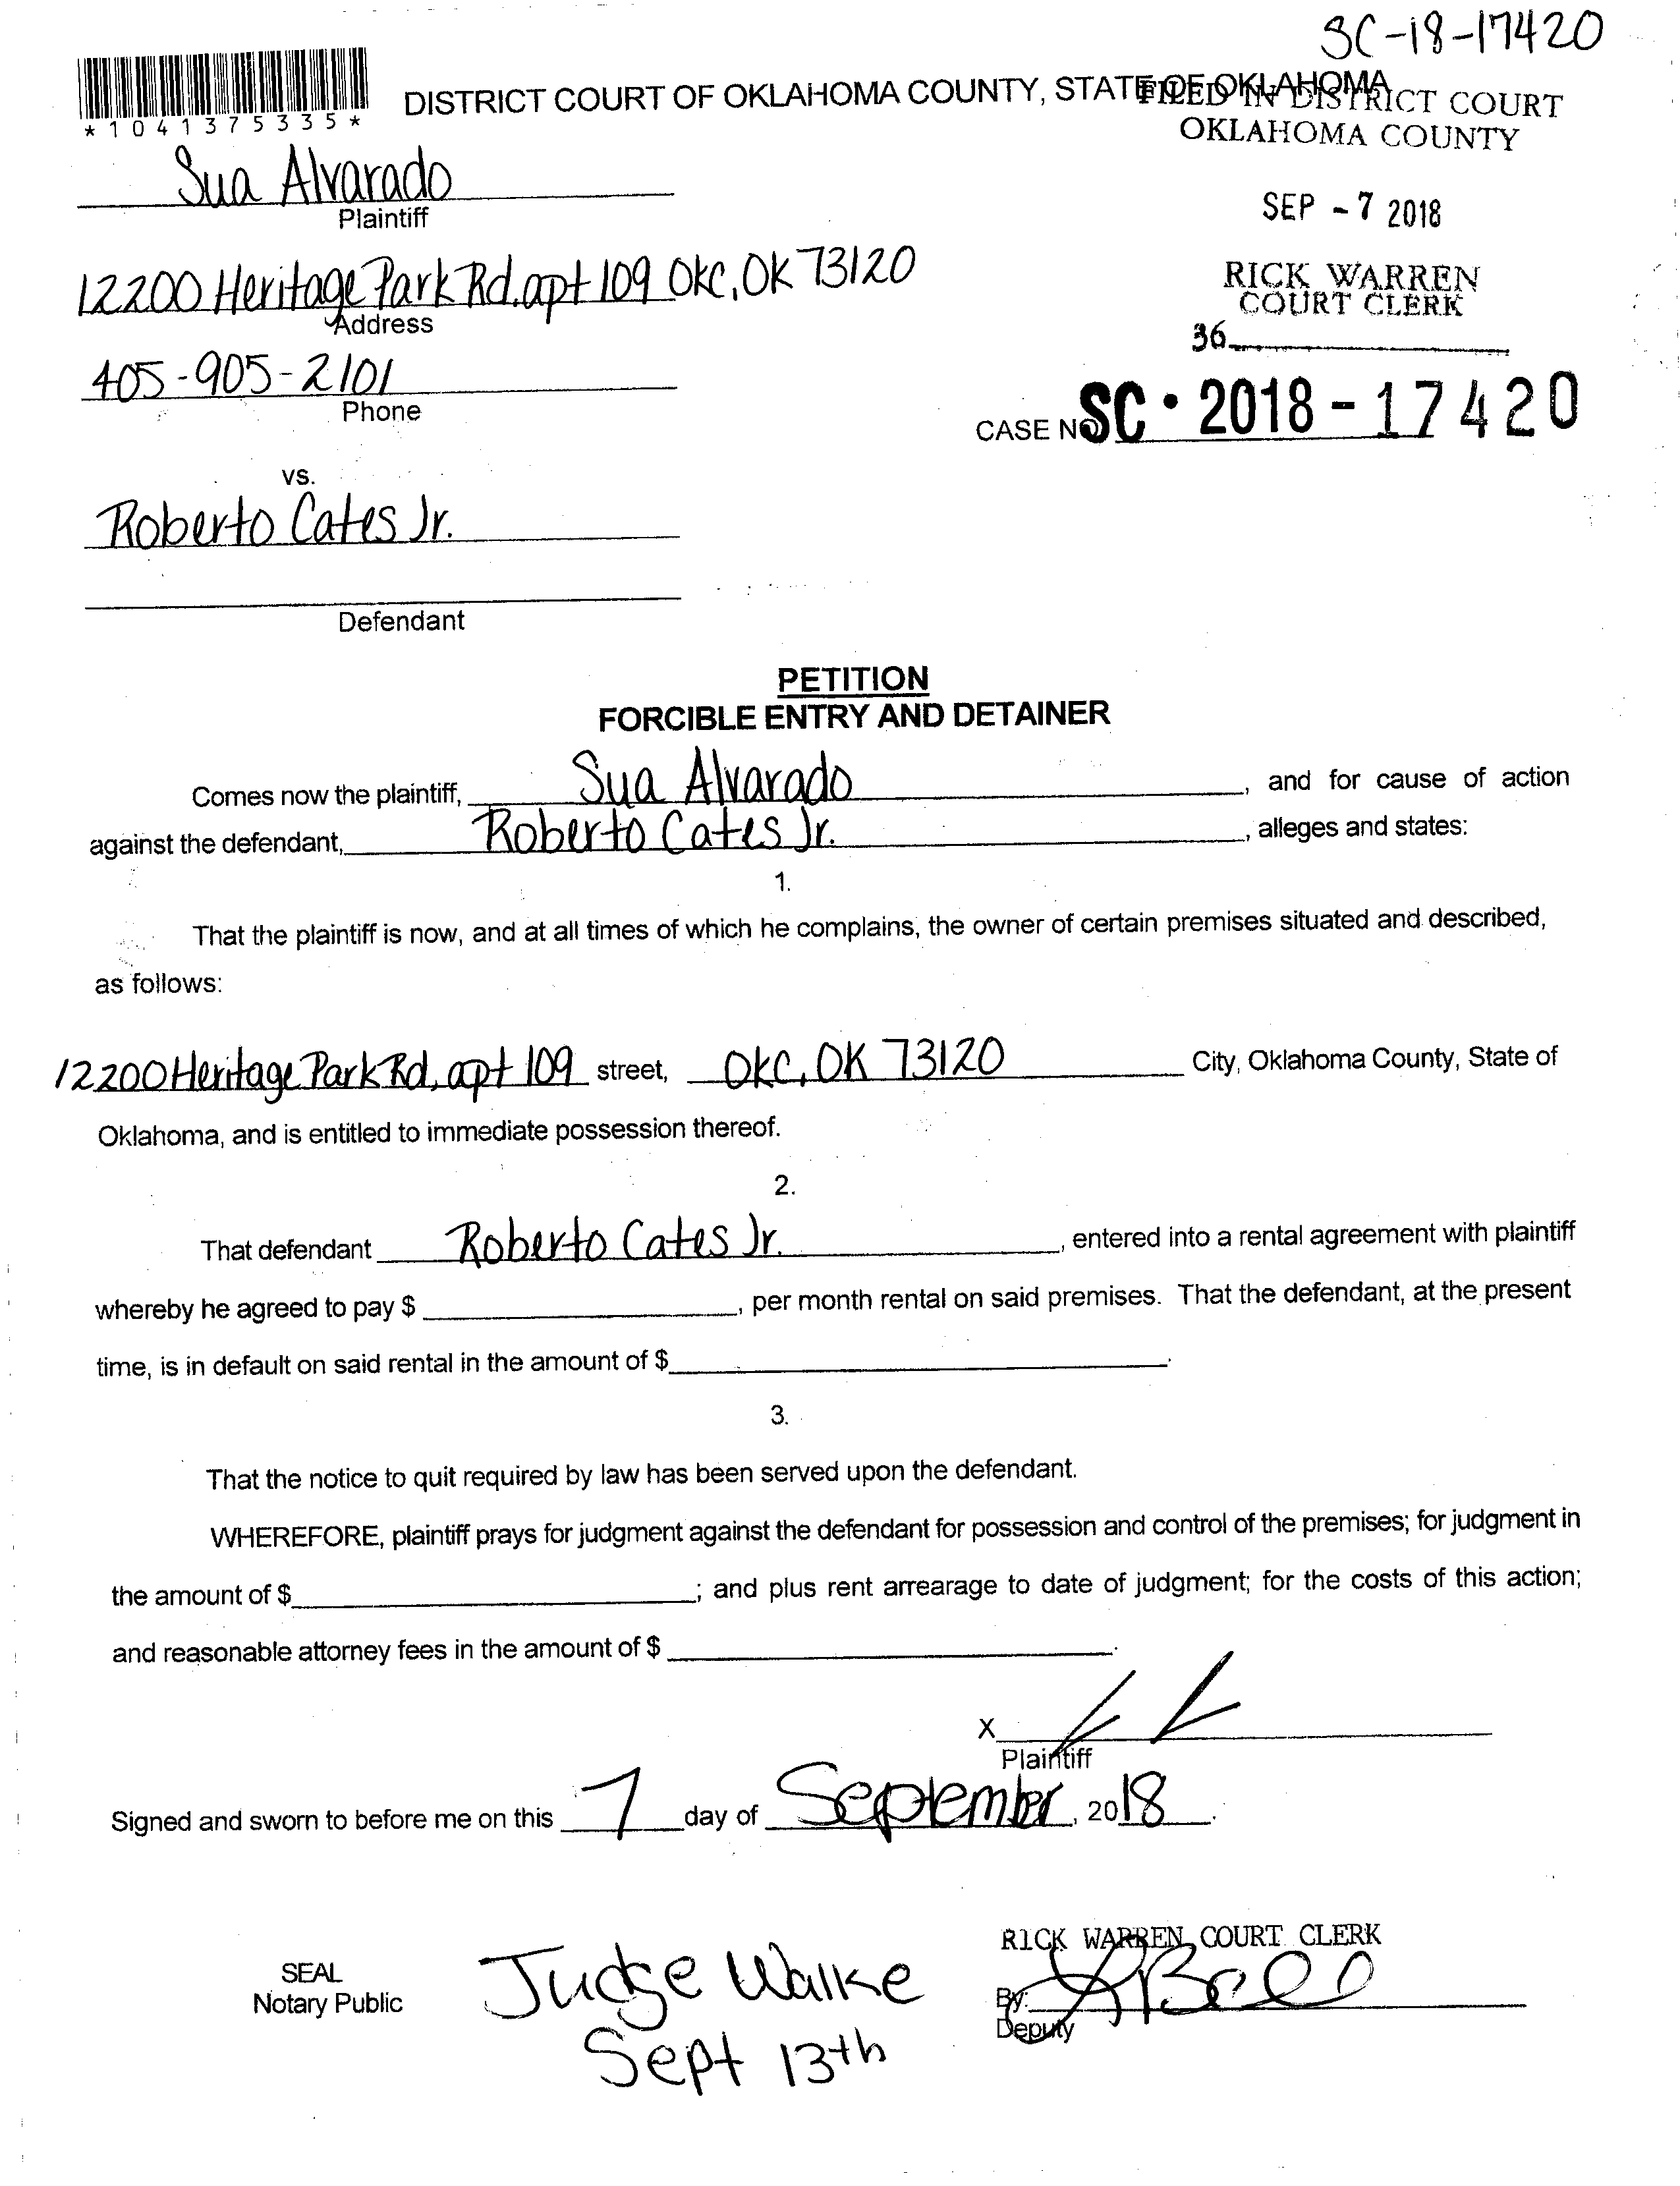 SC-18-17420
*1041375335*
DISTRICT COURT OF OKLAHOMA COUNTY, STATE OF OKLAHOMA
FILED IN DISTRICT COURT
OKLAHOMA COUNTY
Sua Alvarado
Plaintiff
SEP - 7 2018
12200 Heritage Park Rd. apt 109 OKC, OK 73120
Address
RICK WARREN
COURT CLERK
36
405-905-2101
Phone
CASE NO SC • 2018 - 17420
vs.
Roberto Cates Jr.
Defendant
PETITION
FORCIBLE ENTRY AND DETAINER
Comes now the plaintiff, Sua Alvarado, and for cause of action
against the defendant, Roberto Cates Jr., alleges and states:
1.
That the plaintiff is now, and at all times of which he complains, the owner of certain premises situated and described,
as follows:
12200 Heritage Park Rd, apt 109 street, OKC, OK 73120 City, Oklahoma County, State of
Oklahoma, and is entitled to immediate possession thereof.
2.
That defendant Roberto Cates Jr., entered into a rental agreement with plaintiff
whereby he agreed to pay $, per month rental on said premises. That the defendant, at the present
time, is in default on said rental in the amount of $.
3.
That the notice to quit required by law has been served upon the defendant.
WHEREFORE, plaintiff prays for judgment against the defendant for possession and control of the premises; for judgment in
the amount of $; and plus rent arrearage to date of judgment; for the costs of this action;
and reasonable attorney fees in the amount of $.
X
Plaintiff
Signed and sworn to before me on this 7 day of September, 2018.
RICK WARREN, COURT CLERK
SEAL
Notary Public
Judge Walke
Sept 13th
By:
Deputy